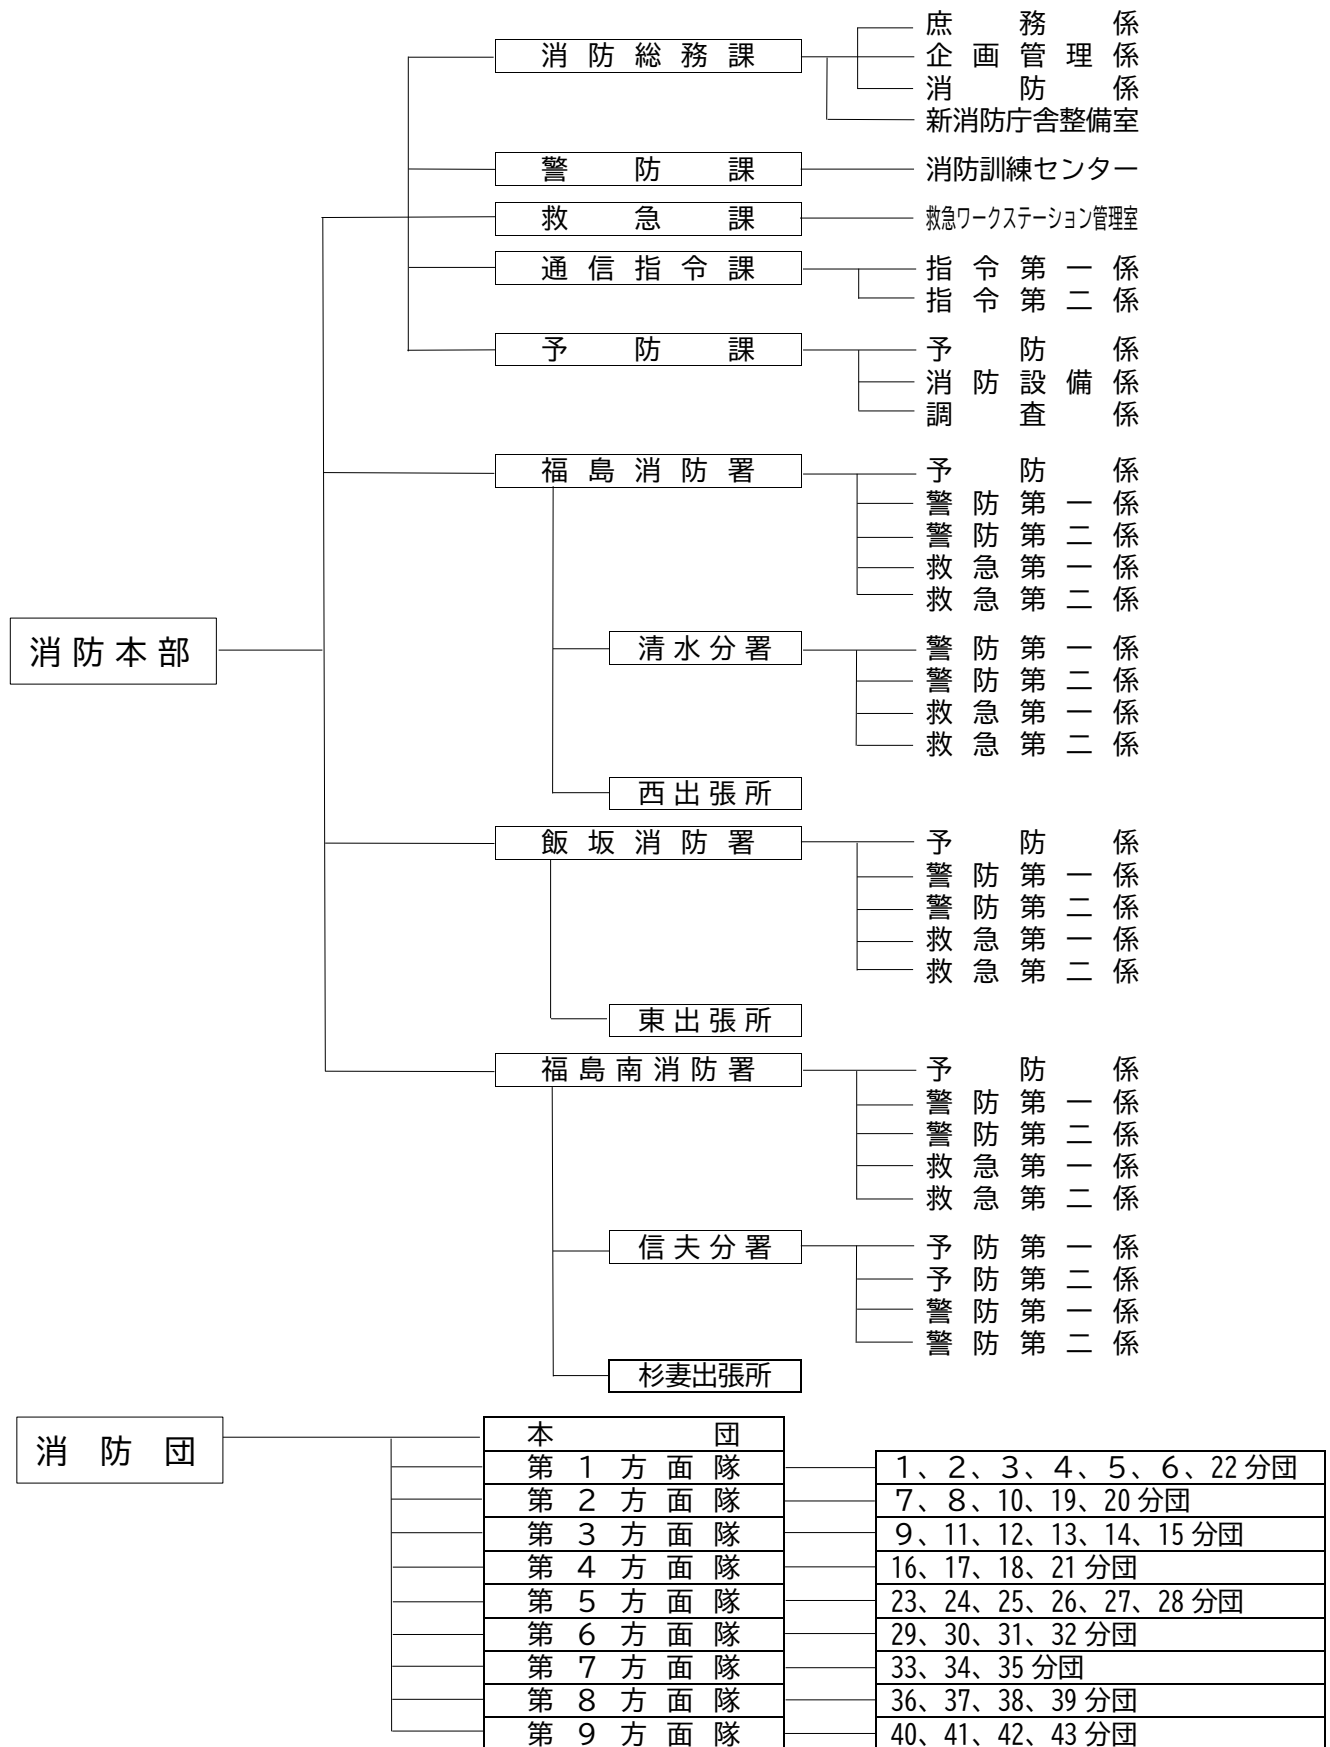 消防総務課
庶務係
企画管理係
消防係
新消防庁舎整備室
警防課
消防訓練センター
救急課
救急ワークステーション管理室
通信指令課
指令第一係
指令第二係
予防課
予防係
消防設備係
調査係
福島消防署
予防係
警防第一係
警防第二係
救急第一係
救急第二係
消防本部
清水分署
警防第一係
警防第二係
救急第一係
救急第二係
西出張所
飯坂消防署
予防係
警防第一係
警防第二係
救急第一係
救急第二係
東出張所
福島南消防署
予防係
警防第一係
警防第二係
救急第一係
救急第二係
信夫分署
予防第一係
予防第二係
警防第一係
警防第二係
杉妻出張所
消防団
本団
第1方面隊
1、2、3、4、5、6、22分団
第2方面隊
7、8、10、19、20分団
第3方面隊
9、11、12、13、14、15分団
第4方面隊
16、17、18、21分団
第5方面隊
23、24、25、26、27、28分団
第6方面隊
29、30、31、32分団
第7方面隊
33、34、35分団
第8方面隊
36、37、38、39分団
第9方面隊
40、41、42、43分団